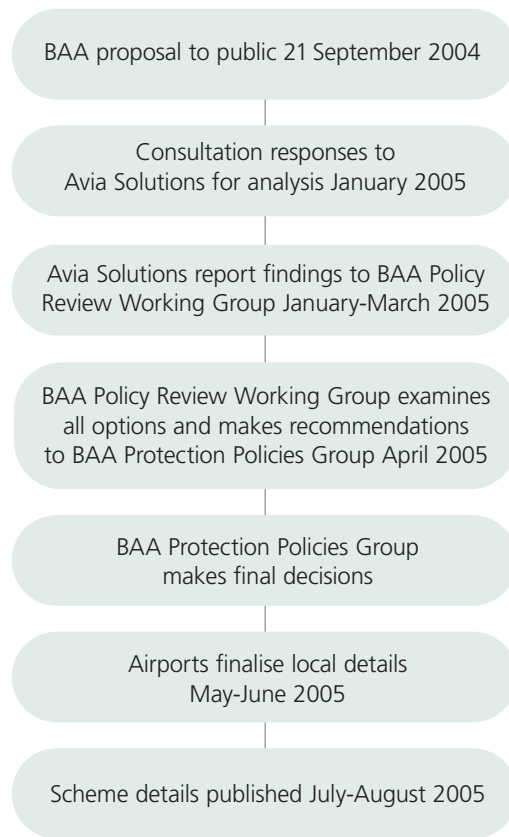 BAA proposal to public 21 September 2004
Consultation responses to
Avia Solutions for analysis January 2005
Avia Solutions report findings to BAA Policy
Review Working Group January-March 2005
BAA Policy Review Working Group examines
all options and makes recommendations
to BAA Protection Policies Group April 2005
BAA Protection Policies Group
makes final decisions
Airports finalise local details
May-June 2005
Scheme details published July-August 2005